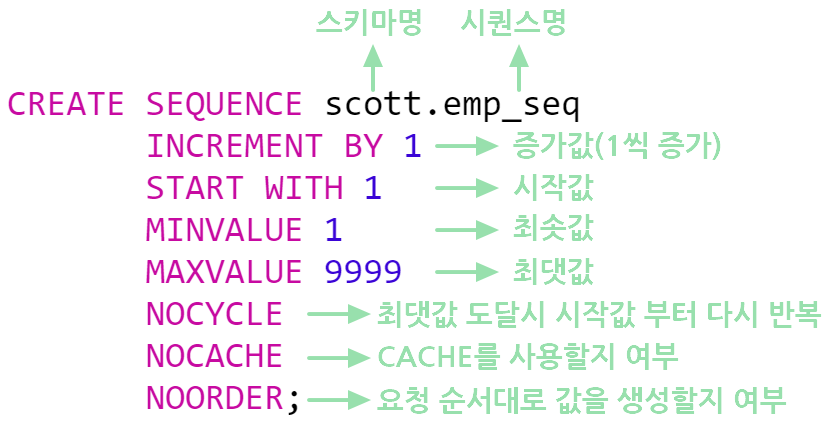 스키마명 시퀀스명
CREATE SEQUENCE scott.emp_seq
INCREMENT BY 1 증가값(1씩 증가)
START WITH 1 시작값
MINVALUE 1 최솟값
MAXVALUE 9999 최댓값
NOCYCLE 최댓값 도달시 시작값 부터 다시 반복
NOCACHE CACHE를 사용할지 여부
NOORDER; 요청 순서대로 값을 생성할지 여부